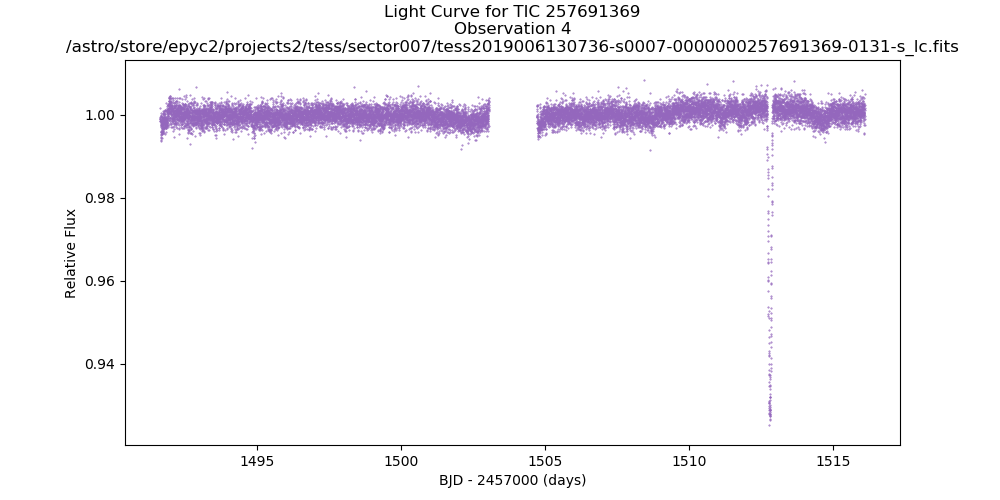 Light Curve for TIC 257691369
Observation 4
/astro/store/epyc2/projects2/tess/sector007/tess2019006130736-s0007-0000000257691369-0131-s_lc.fits
1.00
0.98
0.96
0.94
Relative Flux
1495
1500
1505
1510
1515
BJD - 2457000 (days)